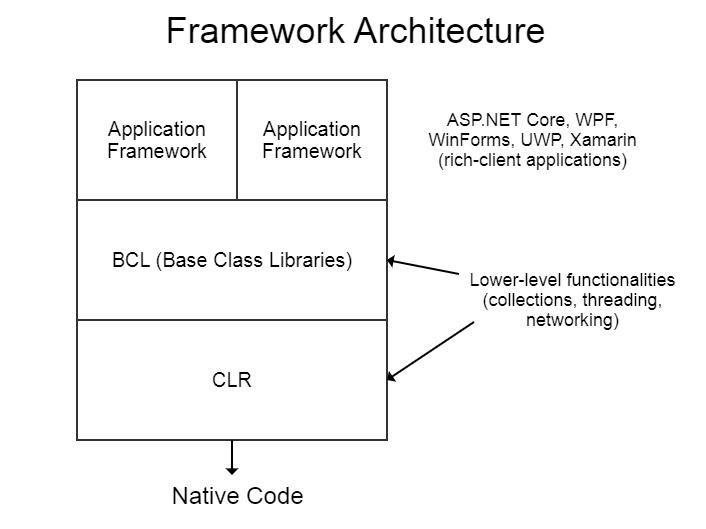 Framework Architecture
Application
Framework
Application
Framework
ASP.NET Core, WPF,
WinForms, UWP, Xamarin
(rich-client applications)
BCL (Base Class Libraries)
Lower-level functionalities
(collections, threading,
networking)
CLR
Native Code